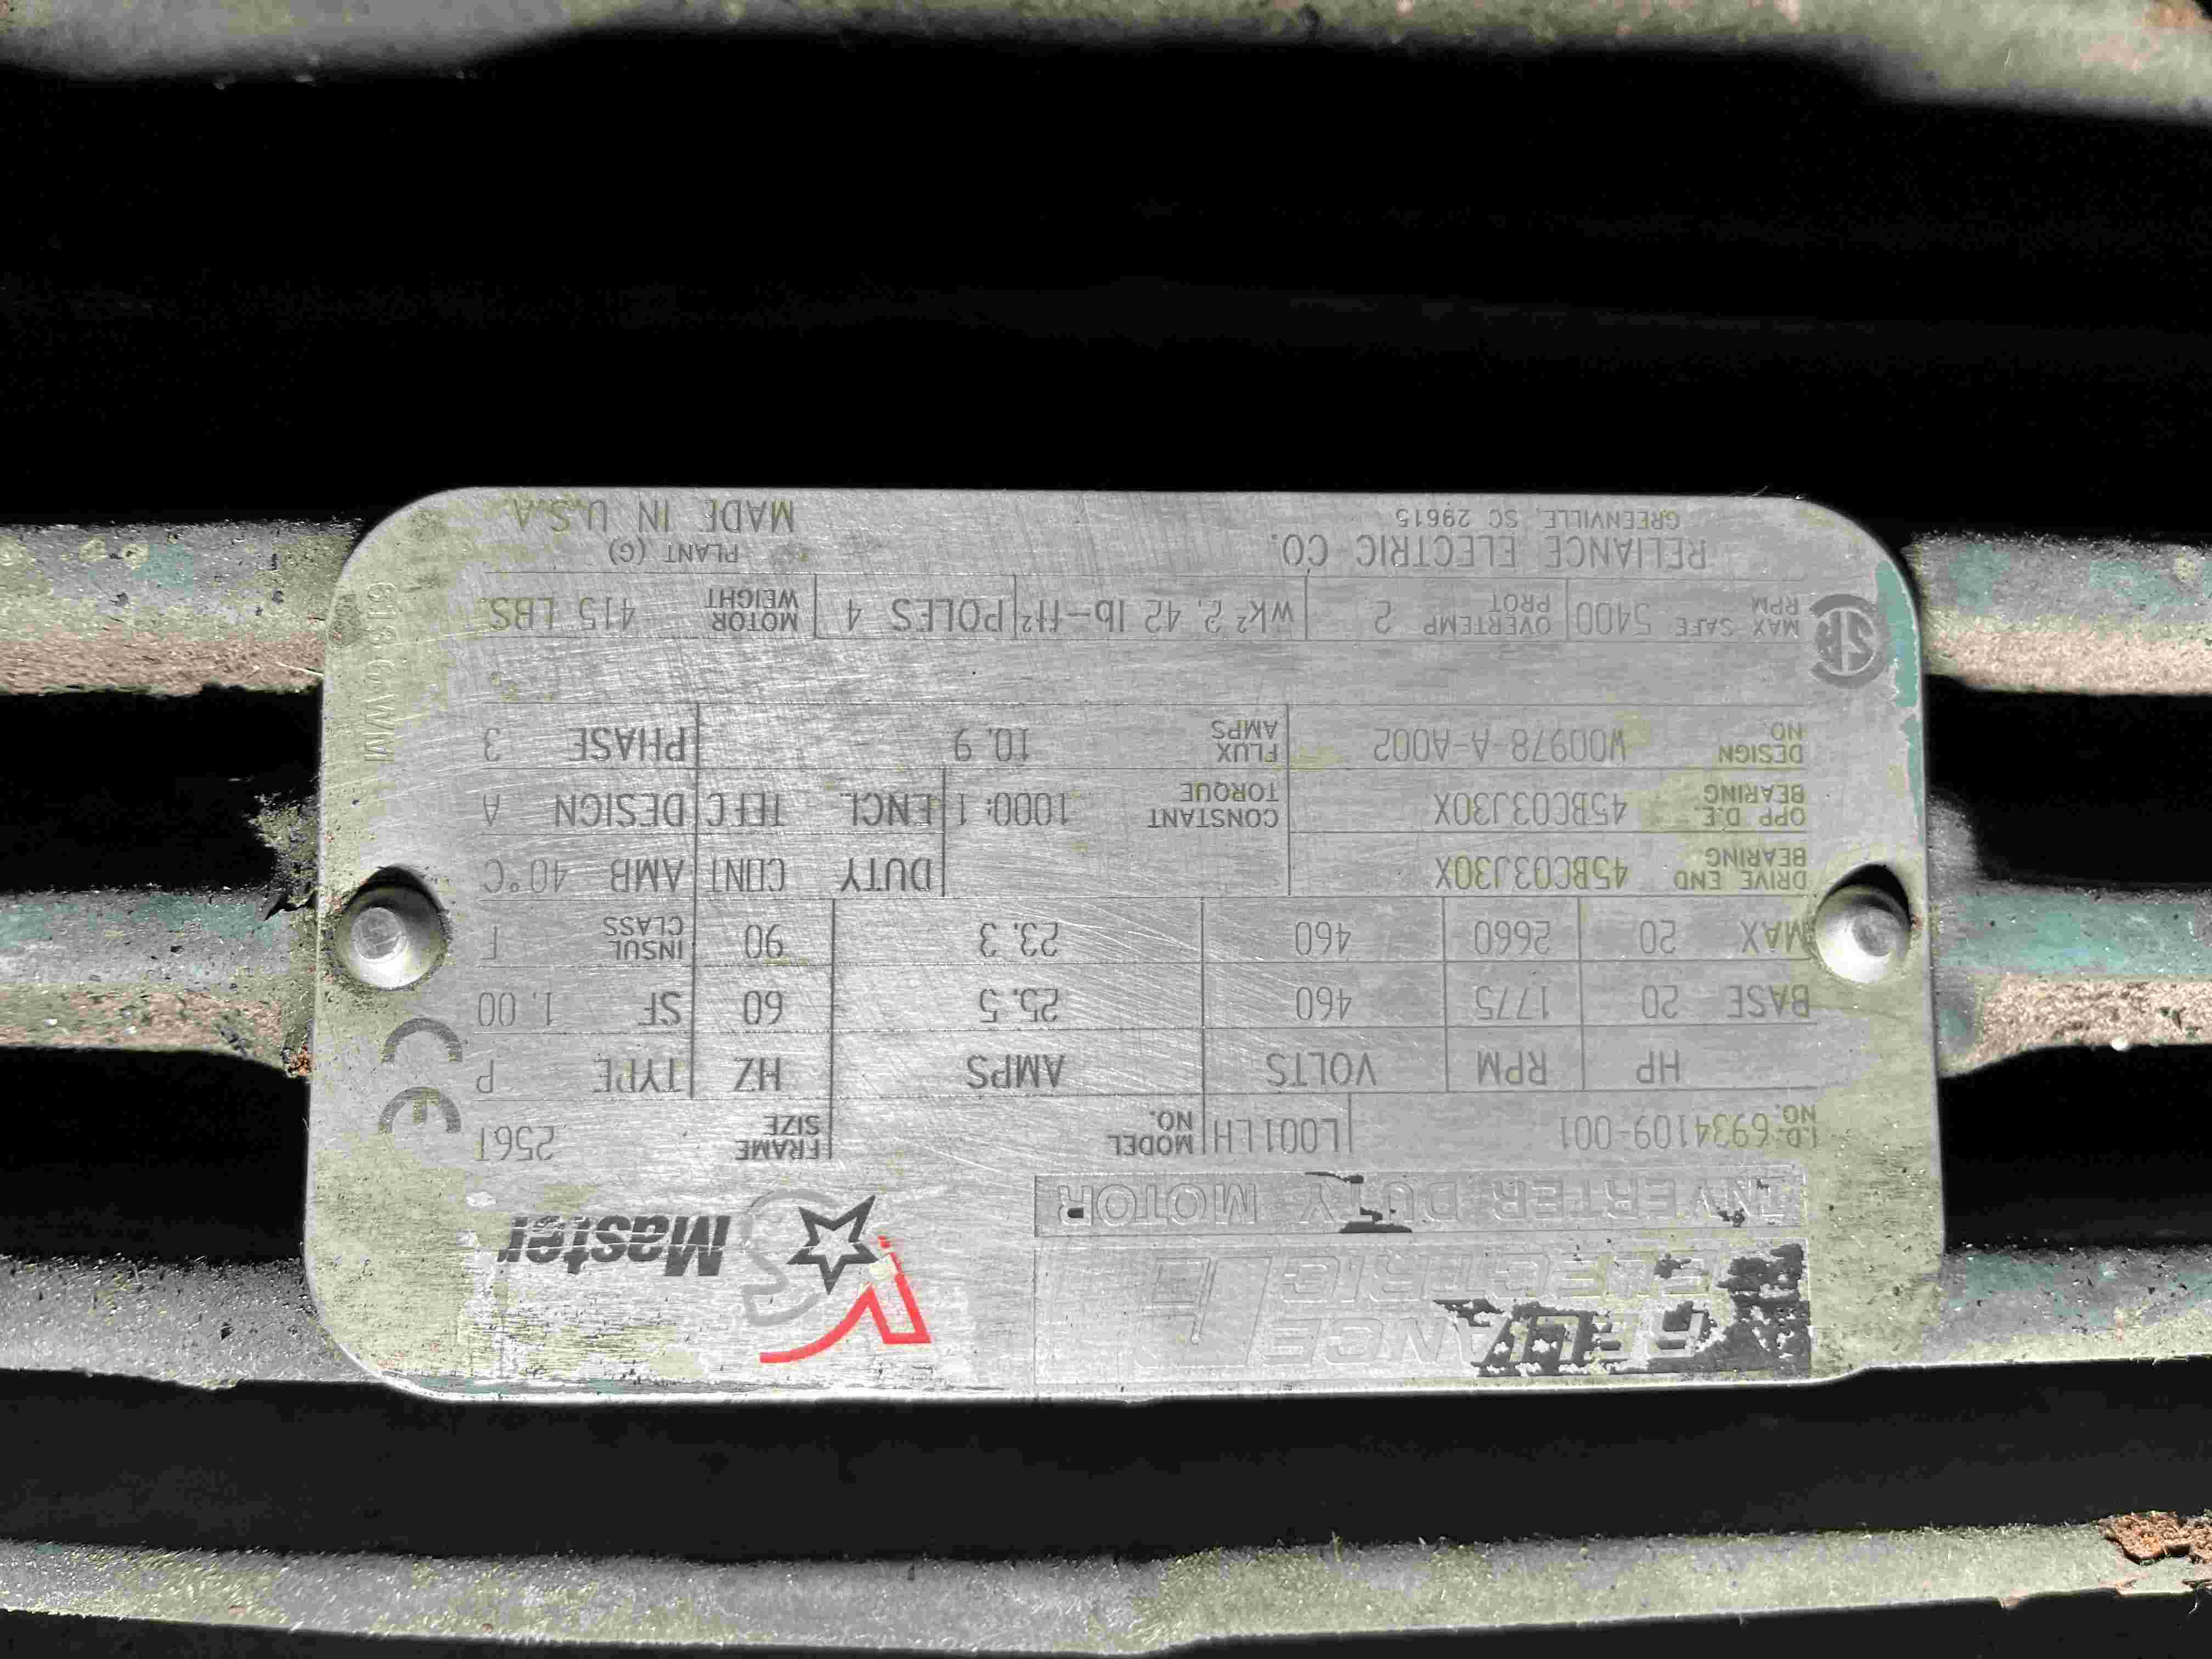 RELIANCE
ELECTRIC
VS Master
INVERTER DUTY MOTOR
I.D. NO. 6934109-001 L001LH MODEL NO. FRAME SIZE 256T
HP RPM VOLTS AMPS HZ TYPE P
BASE 20 1775 460 25.5 60 SF 1.00
MAX 20 2660 460 23.3 90 INSUL CLASS F
DRIVE END BEARING 45BC03J30X DUTY CONT AMB 40°C
OPP D.E. BEARING 45BC03J30X CONSTANT TORQUE 1000:1 ENCL TEFC DESIGN A
DESIGN NO. W00978-A-A002 FLUX AMPS 10.9 PHASE 3
MAX SAFE RPM 5400 OVERTEMP PROT 2 WK² 2.42 lb-ft² POLES 4 MOTOR WEIGHT 415 LBS
RELIANCE ELECTRIC CO. PLANT (G)
GREENVILLE, SC 29615 MADE IN U.S.A
CE